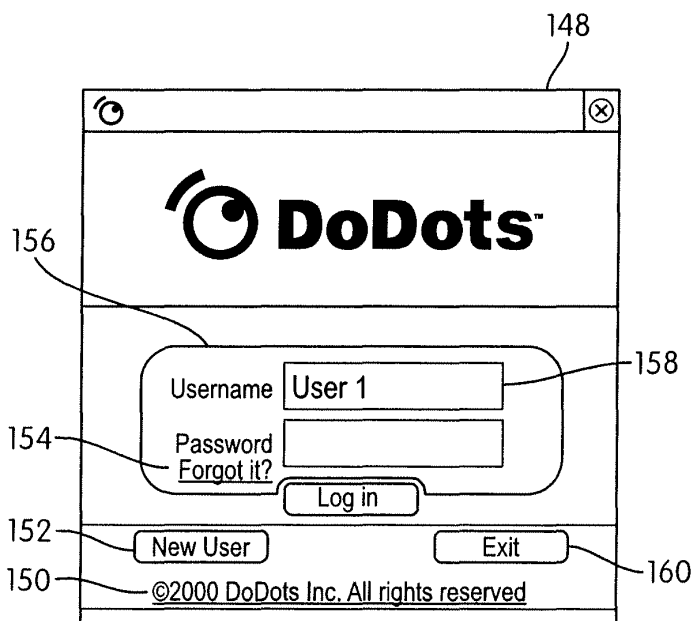 148
DoDots™
156
Username User 1
158
154
Password
Forgot it?
Log in
152
New User Exit
160
150
©2000 DoDots Inc. All rights reserved